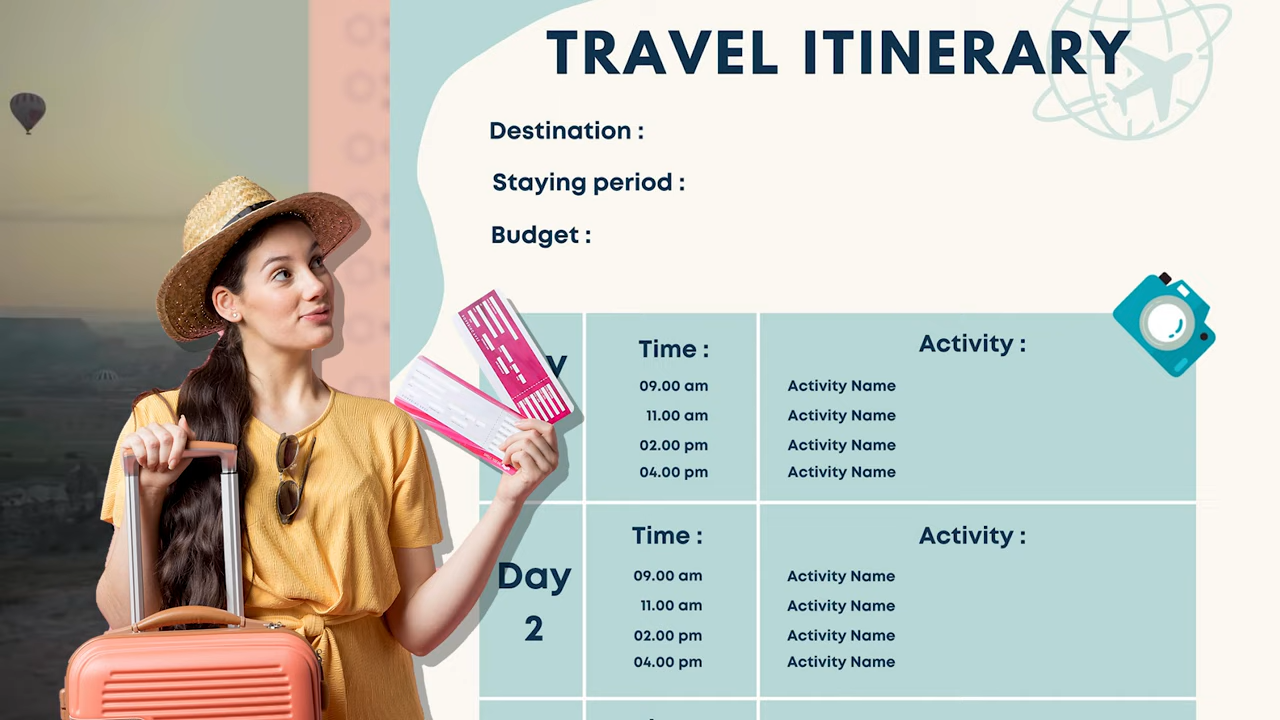 TRAVEL ITINERARY
Destination :
Staying period :
Budget :
Time :
Activity :
09.00 am
Activity Name
11.00 am
Activity Name
02.00 pm
Activity Name
04.00 pm
Activity Name
Day
2
Time :
Activity :
09.00 am
Activity Name
11.00 am
Activity Name
02.00 pm
Activity Name
04.00 pm
Activity Name